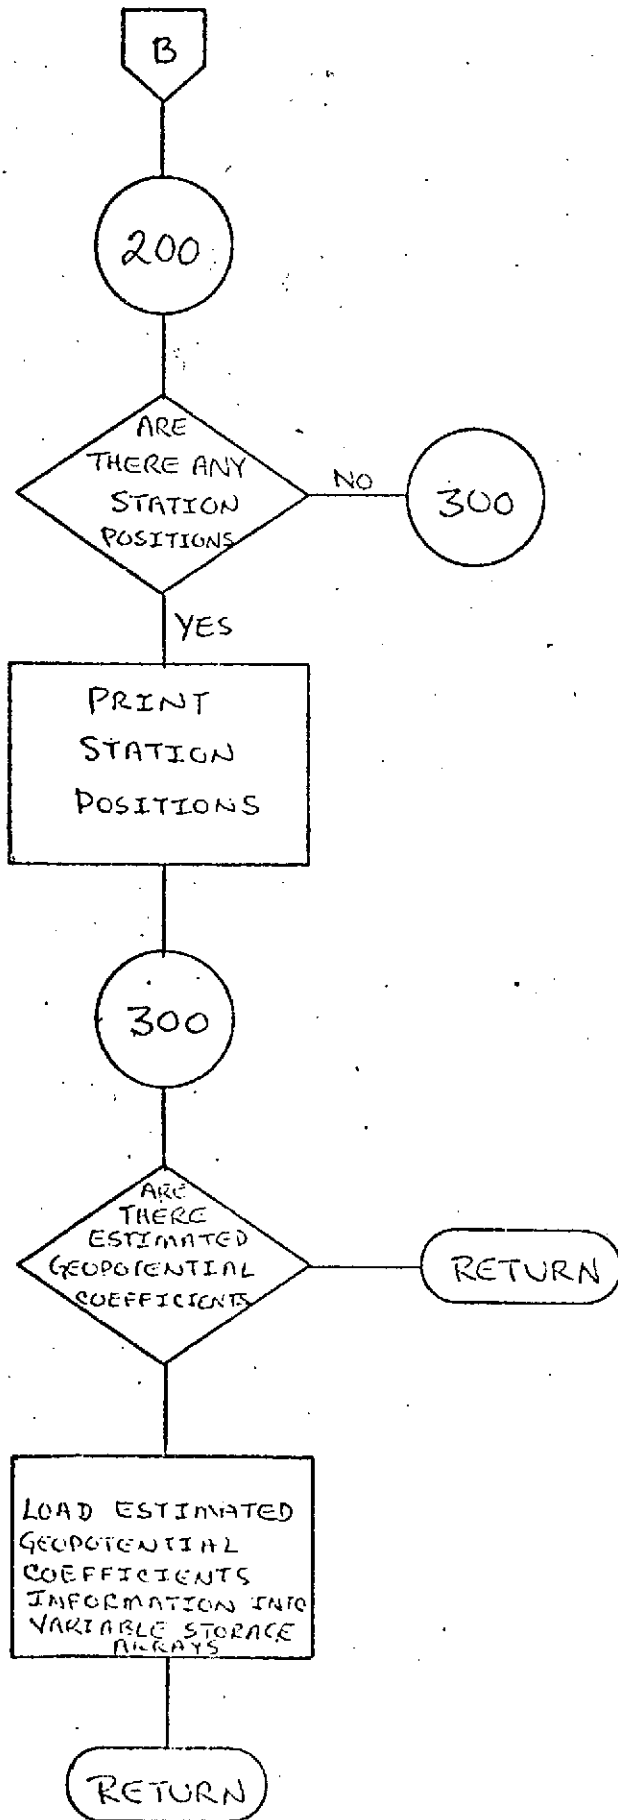 B
200
ARE
THERE ANY
STATION
POSITIONS
NO
300
YES
PRINT
STATION
POSITIONS
300
ARE
THERE
ESTIMATED
GEOPOTENTIAL
COEFFICIENTS
RETURN
LOAD ESTIMATED
GEOPOTENTIAL
COEFFICIENTS
INFORMATION INTO
VARIABLE STORAGE
ARRAYS
RETURN